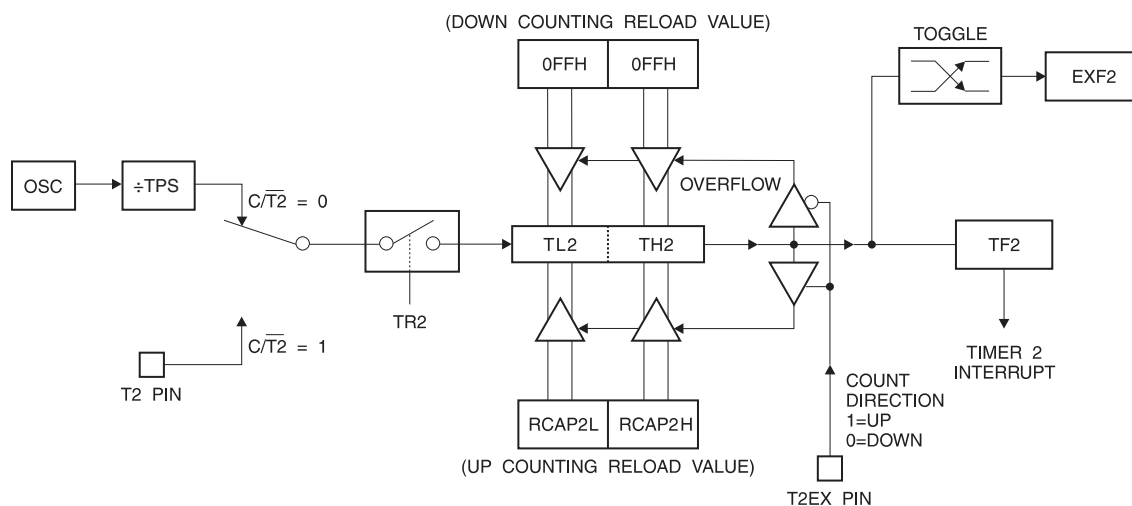 (DOWN COUNTING RELOAD VALUE)
0FFH 0FFH
TOGGLE
EXF2
OSC
÷TPS
C/T2̅ = 0
OVERFLOW
TL2 TH2
TF2
TR2
C/T2̅ = 1
T2 PIN
TIMER 2
INTERRUPT
COUNT
DIRECTION
1=UP
0=DOWN
RCAP2L RCAP2H
(UP COUNTING RELOAD VALUE)
T2EX PIN